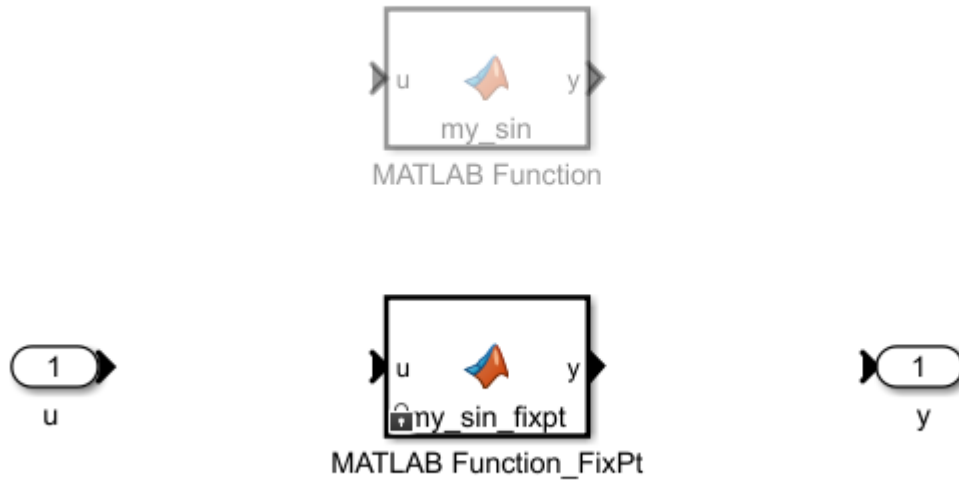 u y
my_sin
MATLAB Function
1 u y 1
my_sin_fixpt
u y
MATLAB Function_FixPt